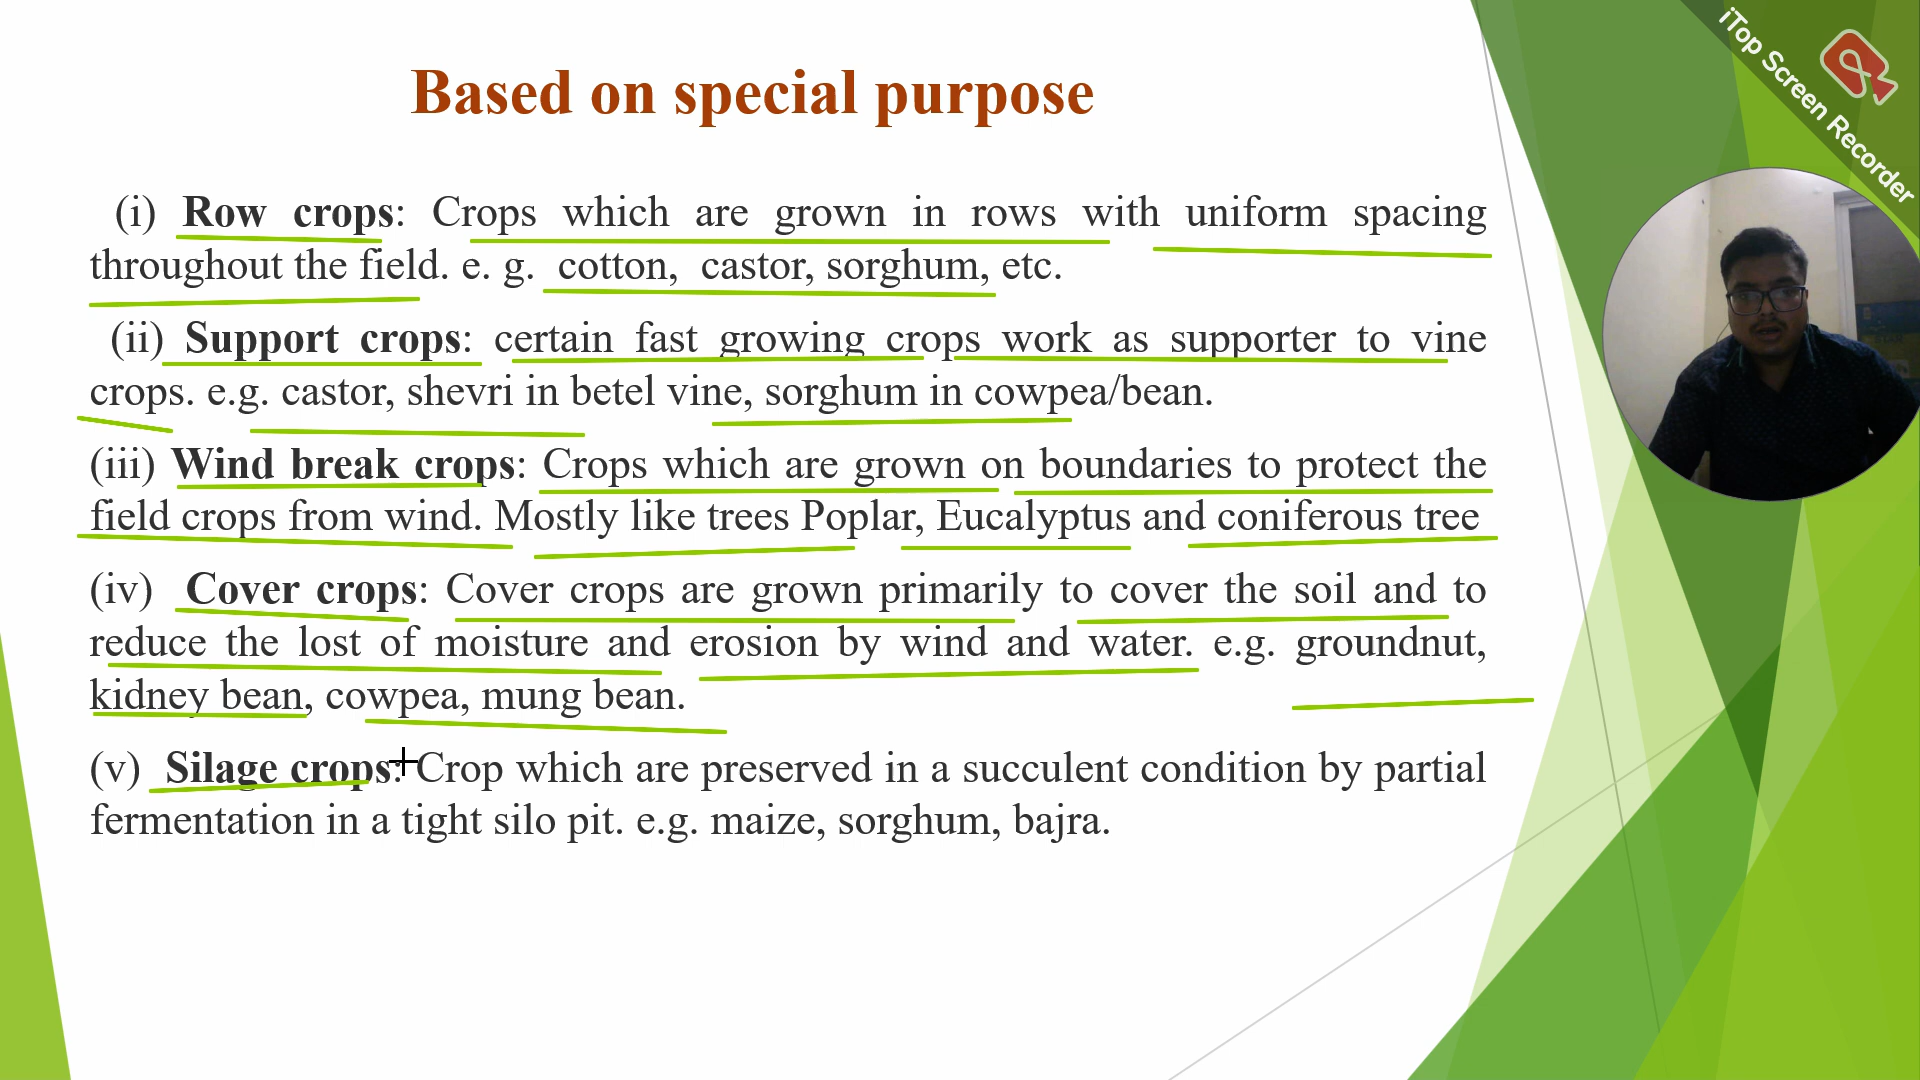 Based on special purpose
iTop Screen Recorder
(i) Row crops: Crops which are grown in rows with uniform spacing
throughout the field. e. g. cotton, castor, sorghum, etc.
(ii) Support crops: certain fast growing crops work as supporter to vine
crops. e.g. castor, shevri in betel vine, sorghum in cowpea/bean.
(iii) Wind break crops: Crops which are grown on boundaries to protect the
field crops from wind. Mostly like trees Poplar, Eucalyptus and coniferous tree
(iv) Cover crops: Cover crops are grown primarily to cover the soil and to
reduce the lost of moisture and erosion by wind and water. e.g. groundnut,
kidney bean, cowpea, mung bean.
(v) Silage crops: Crop which are preserved in a succulent condition by partial
fermentation in a tight silo pit. e.g. maize, sorghum, bajra.